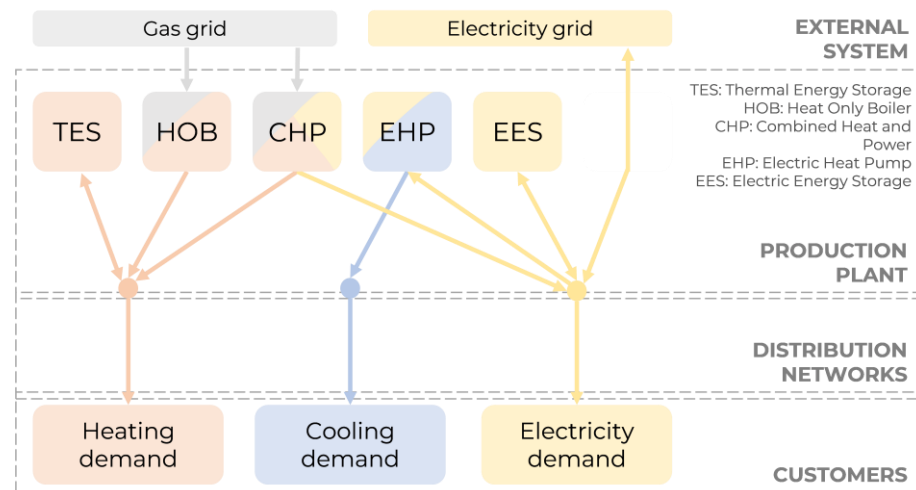 Gas grid
Electricity grid
EXTERNAL
SYSTEM
TES
HOB
CHP
EHP
EES
TES: Thermal Energy Storage
HOB: Heat Only Boiler
CHP: Combined Heat and
Power
EHP: Electric Heat Pump
EES: Electric Energy Storage
PRODUCTION
PLANT
DISTRIBUTION
NETWORKS
Heating
demand
Cooling
demand
Electricity
demand
CUSTOMERS